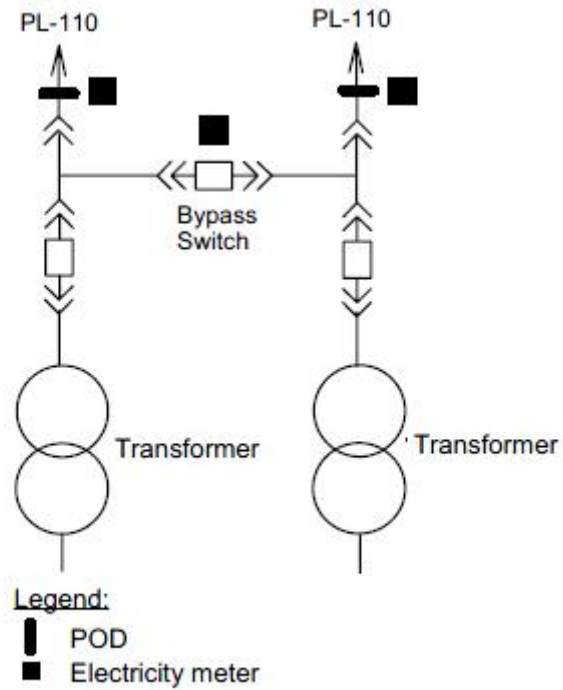 PL-110
PL-110
Bypass
Switch
Transformer
Transformer
Legend:
POD
Electricity meter